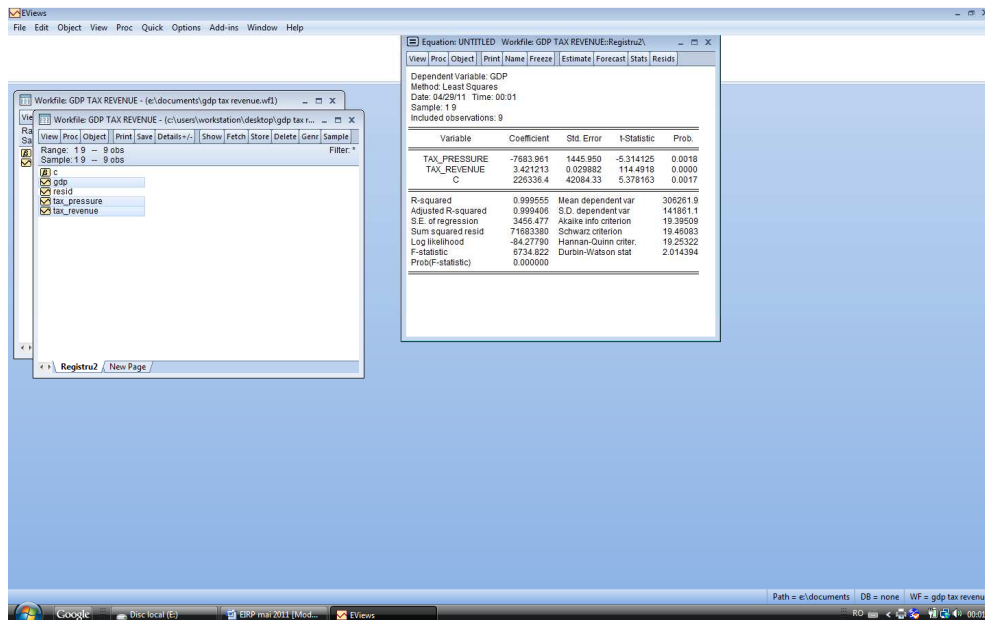 EViews
File Edit Object View Proc Quick Options Add-ins Window Help
Workfile: GDP TAX REVENUE - (e:\documents\gdp tax revenue.wf1)
Workfile: GDP TAX REVENUE - (c:\users\workstation\desktop\gdp tax r...
View Proc Object Print Save Details+/- Show Fetch Store Delete Genr Sample
Range: 1 9 -- 9 obs Filter: *
Sample: 1 9 -- 9 obs
c
gdp
resid
tax_pressure
tax_revenue
Registru2 New Page
Equation: UNTITLED Workfile: GDP TAX REVENUE::Registru2\
View Proc Object Print Name Freeze Estimate Forecast Stats Resids
Dependent Variable: GDP
Method: Least Squares
Date: 04/29/11 Time: 00:01
Sample: 1 9
Included observations: 9
Variable Coefficient Std. Error t-Statistic Prob.
TAX_PRESSURE -7683.961 1445.950 -5.314125 0.0018
TAX_REVENUE 3.421213 0.029882 114.4918 0.0000
C 226336.4 42084.33 5.378163 0.0017
R-squared 0.999555 Mean dependent var 306261.9
Adjusted R-squared 0.999406 S.D. dependent var 141861.1
S.E. of regression 3456.477 Akaike info criterion 19.39509
Sum squared resid 71683380 Schwarz criterion 19.46083
Log likelihood -84.27790 Hannan-Quinn criter. 19.25322
F-statistic 6734.822 Durbin-Watson stat 2.014394
Prob(F-statistic) 0.000000
Path = e:\documents DB = none WF = gdp tax revenu
Google Disc local (E:) EIRP mai 2011 [Mod... EViews RO 00:01